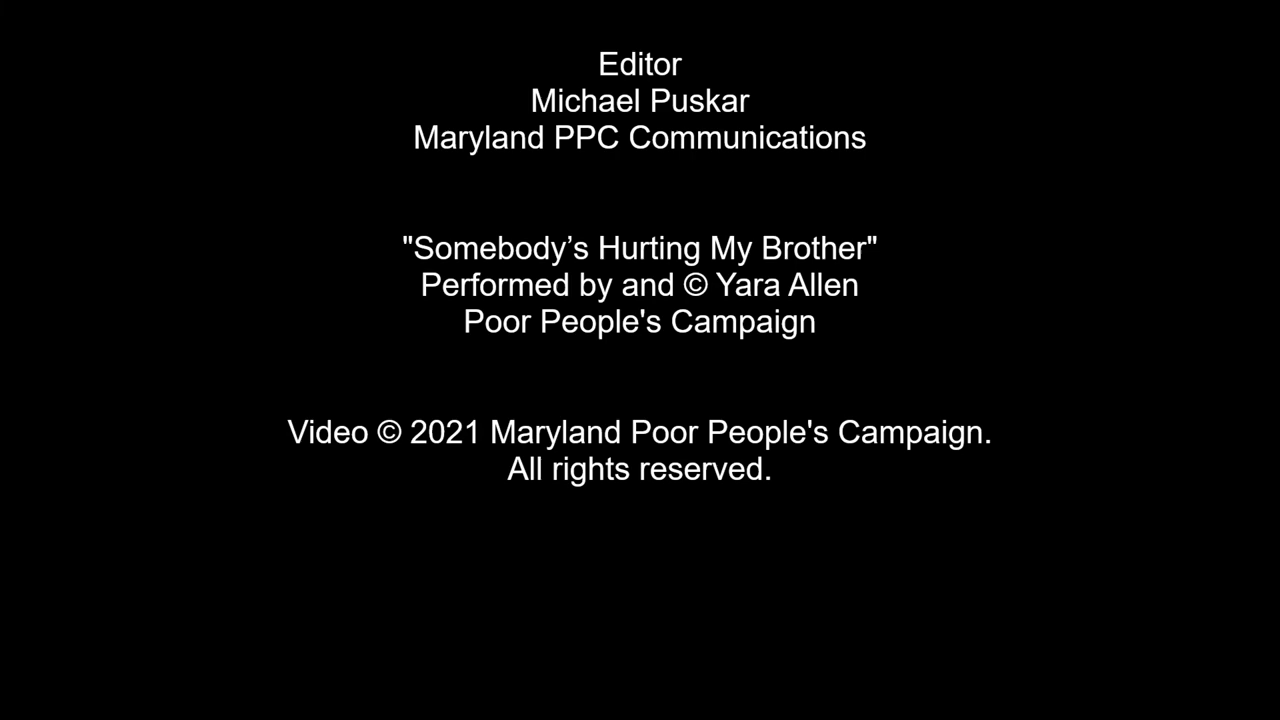 Editor
Michael Puskar
Maryland PPC Communications
"Somebody’s Hurting My Brother"
Performed by and © Yara Allen
Poor People's Campaign
Video © 2021 Maryland Poor People's Campaign.
All rights reserved.